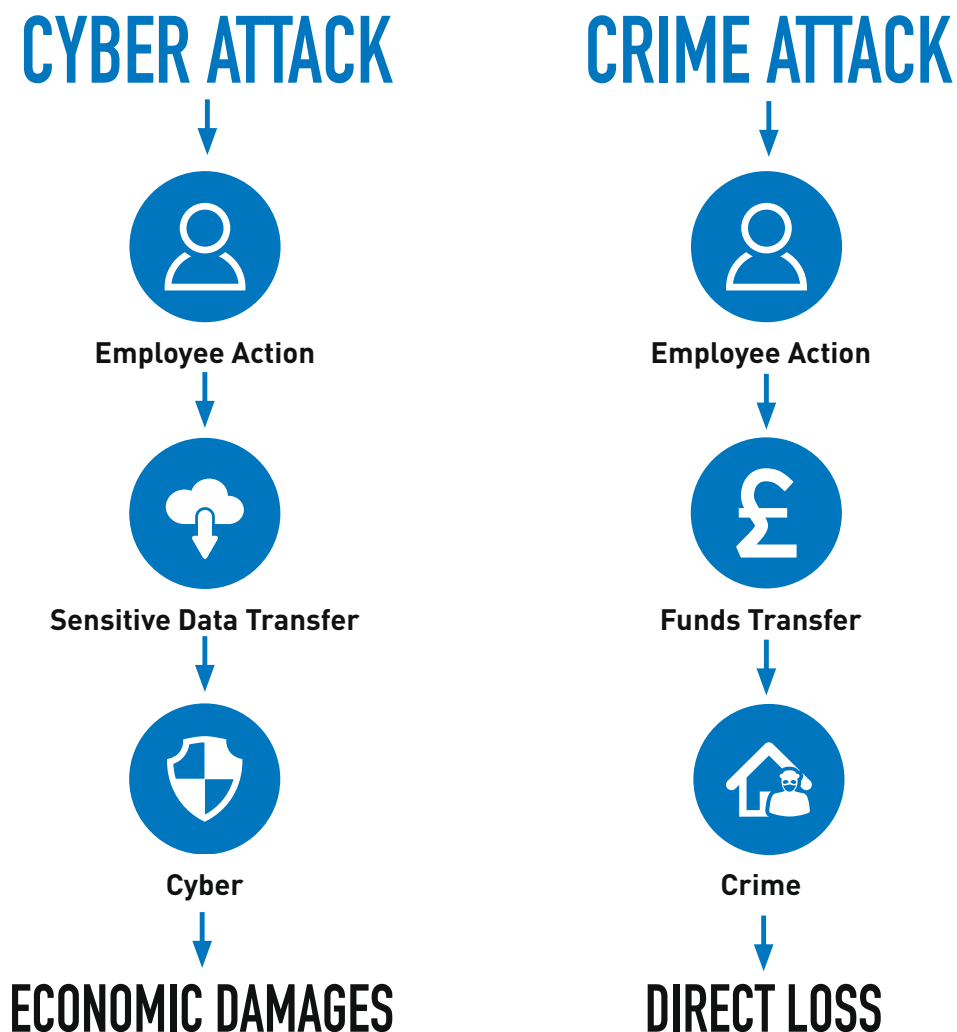 CYBER ATTACK
Employee Action
Sensitive Data Transfer
Cyber
ECONOMIC DAMAGES
CRIME ATTACK
Employee Action
£
Funds Transfer
Crime
DIRECT LOSS